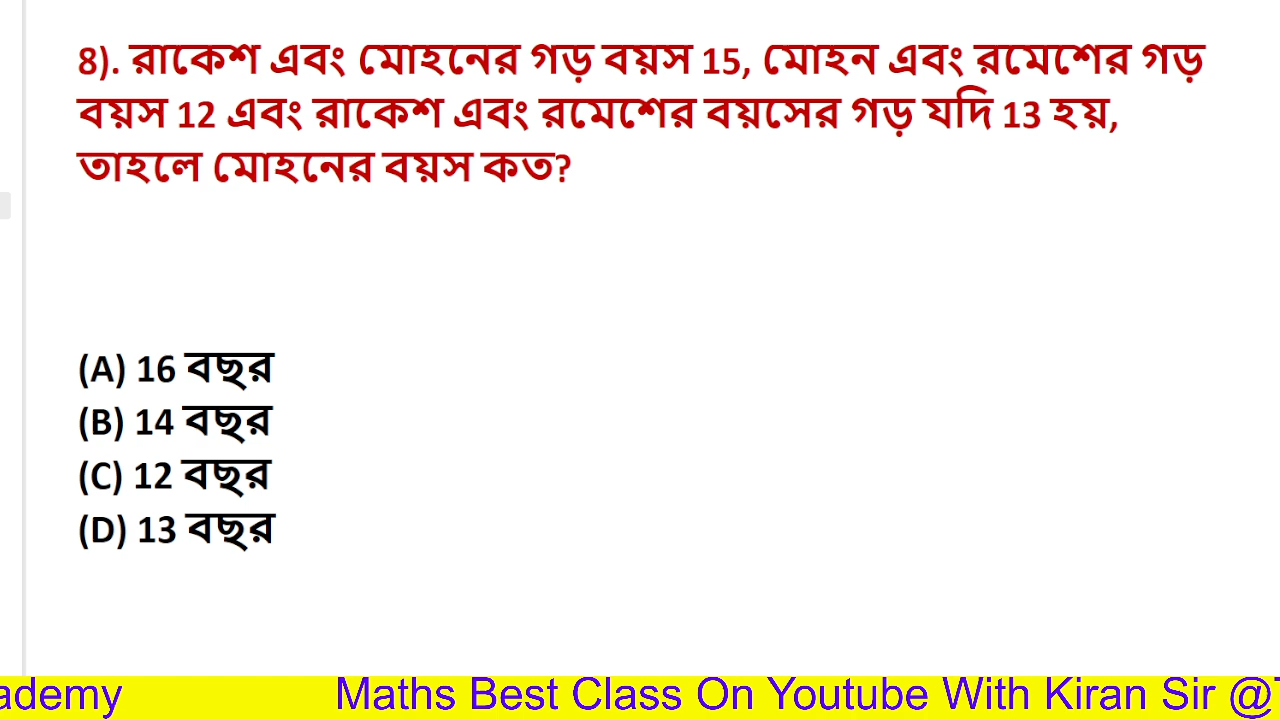 8). রাকেশ এবং মোহনের গড় বয়স 15, মোহন এবং রমেশের গড়
বয়স 12 এবং রাকেশ এবং রমেশের বয়সের গড় যদি 13 হয়,
তাহলে মোহনের বয়স কত?
(A) 16 বছর
(B) 14 বছর
(C) 12 বছর
(D) 13 বছর
ademy Maths Best Class On Youtube With Kiran Sir @